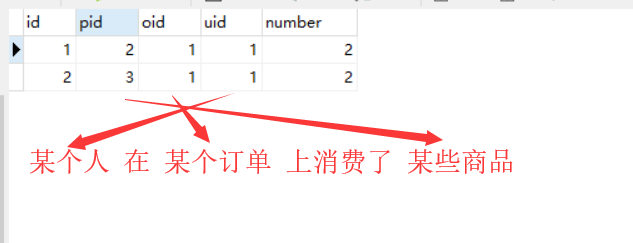 id pid oid uid number
1 2 1 1 2
2 3 1 1 2
某个人 在 某个订单 上消费了 某些商品